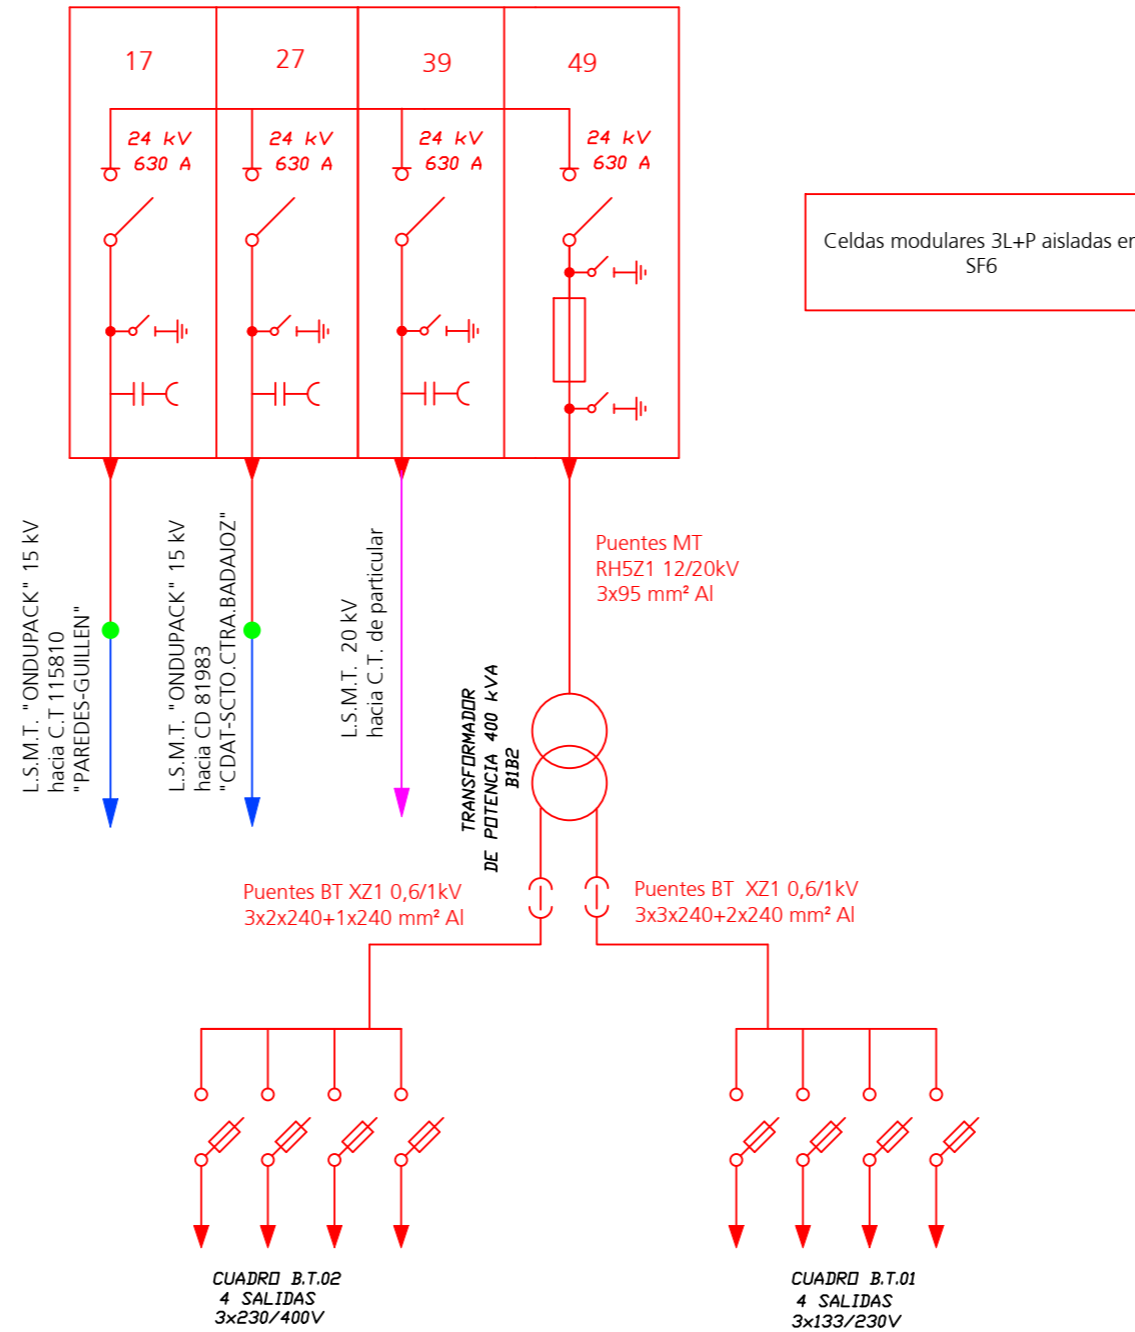 17
27
39
49
24 kV
630 A
24 kV
630 A
24 kV
630 A
24 kV
630 A
Celdas modulares 3L+P aisladas en
SF6
L.S.M.T. "ONDUPACK" 15 kV
hacia C.T 115810
"PAREDES-GUILLEN"
L.S.M.T. "ONDUPACK" 15 kV
hacia CD 81983
"CDAT-SCTO.CTRA.BADAJOZ"
L.S.M.T. 20 kV
hacia C.T. de particular
Puentes MT
RH5Z1 12/20kV
3x95 mm² Al
TRANSFORMADOR
DE POTENCIA 400 kVA
B1B2
Puentes BT XZ1 0,6/1kV
3x2x240+1x240 mm² Al
Puentes BT XZ1 0,6/1kV
3x3x240+2x240 mm² Al
CUADRO B.T.02
4 SALIDAS
3x230/400V
CUADRO B.T.01
4 SALIDAS
3x133/230V